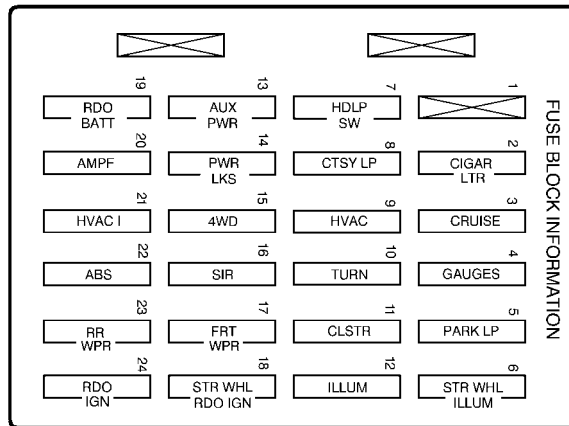 19 13 7 1
RDO BATT AUX PWR HDLP SW
20 14 8 2
AMPF PWR LKS CTSY LP CIGAR LTR
21 15 9 3
HVAC I 4WD HVAC CRUISE
22 16 10 4
ABS SIR TURN GAUGES
23 17 11 5
RR WPR FRT WPR CLSTR PARK LP
24 18 12 6
RDO IGN STR WHL RDO IGN ILLUM STR WHL ILLUM
FUSE BLOCK INFORMATION